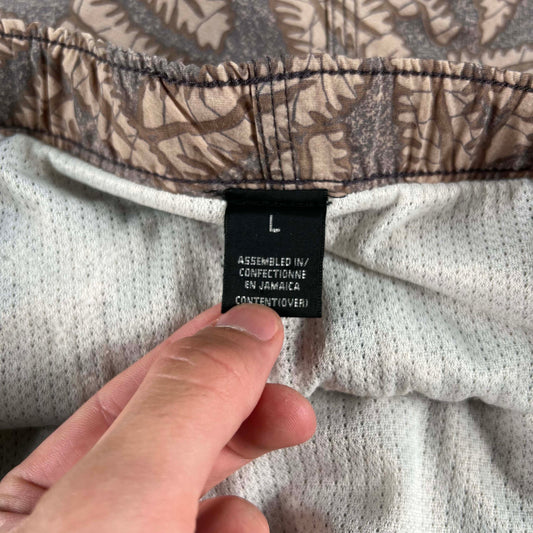 L
ASSEMBLED IN/
CONFECTIONNE
EN JAMAICA
CONTENT(OVER)